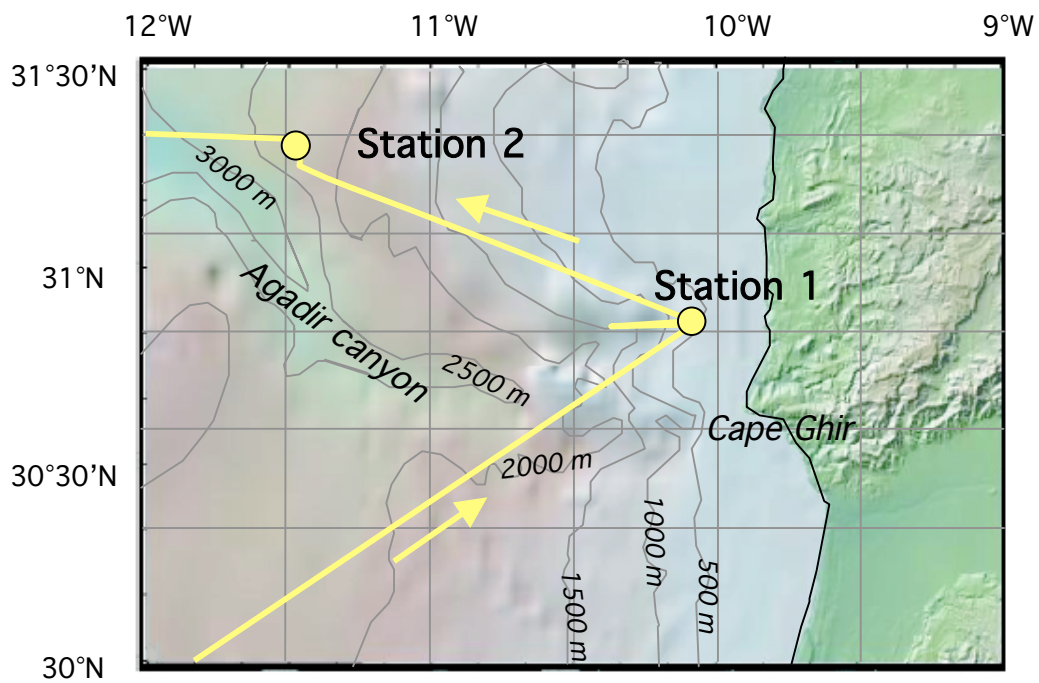 12°W
11°W
10°W
9°W
31°30’N
Station 2
3000 m
31°N
Station 1
Agadir canyon
2500 m
Cape Ghir
30°30’N
2000 m
1000 m
500 m
1500 m
30°N